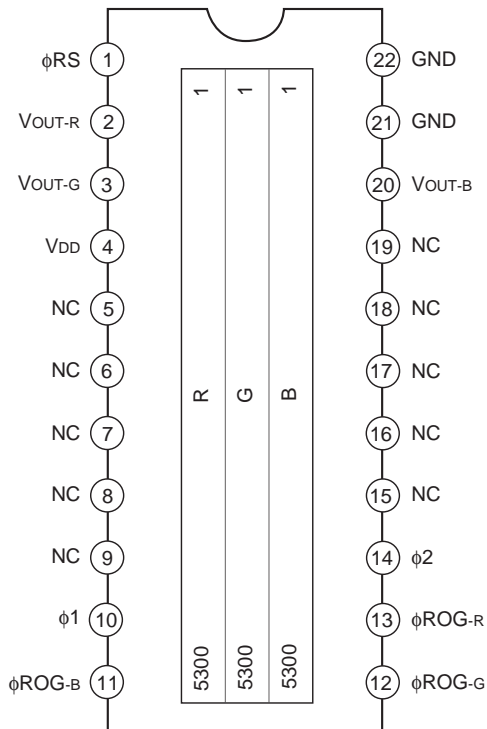 φRS 1 1 1 1 22 GND
VOUT-R 2 21 GND
VOUT-G 3 20 VOUT-B
VDD 4 19 NC
NC 5 18 NC
NC 6 17 NC
R G B
NC 7 16 NC
NC 8 15 NC
NC 9 14 φ2
φ1 10 13 φROG-R
5300 5300 5300
φROG-B 11 12 φROG-G